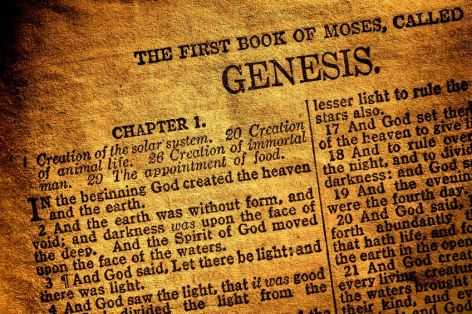 THE FIRST BOOK OF MOSES, CALLED
GENESIS.
CHAPTER 1.
1 Creation of the solar system. 20 Creation
of animal life. 26 Creation of immortal
man. 29 The appointment of food.
IN the beginning God created the heaven
and the earth.
2 And the earth was without form, and
void; and darkness was upon the face of
the deep. And the Spirit of God moved
upon the face of the waters.
3 ¶ And God said, Let there be light: and
there was light.
4 And God saw the light, that it was good
divided the light from the
lesser light to rule the
stars also.
17 And God set them
of the heaven to give
18 And to rule
the night, and to divid
darkness: and God
19 And the evening
were the fourth day.
20 And God said,
forth abundantly
that hath life, and fo
the earth in the open
21 And God created
every living creatu
the waters brought
their kind, and